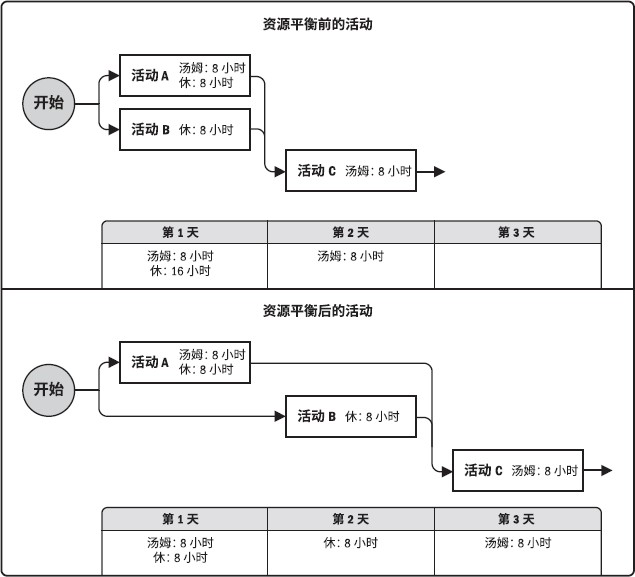 资源平衡前的活动
开始
活动 A
汤姆：8 小时
休：8 小时
活动 B 休：8 小时
活动 C 汤姆：8 小时
第 1 天 第 2 天 第 3 天
汤姆：8 小时 汤姆：8 小时
休：16 小时
资源平衡后的活动
开始
活动 A
汤姆：8 小时
休：8 小时
活动 B 休：8 小时
活动 C 汤姆：8 小时
第 1 天 第 2 天 第 3 天
汤姆：8 小时 休：8 小时 汤姆：8 小时
休：8 小时